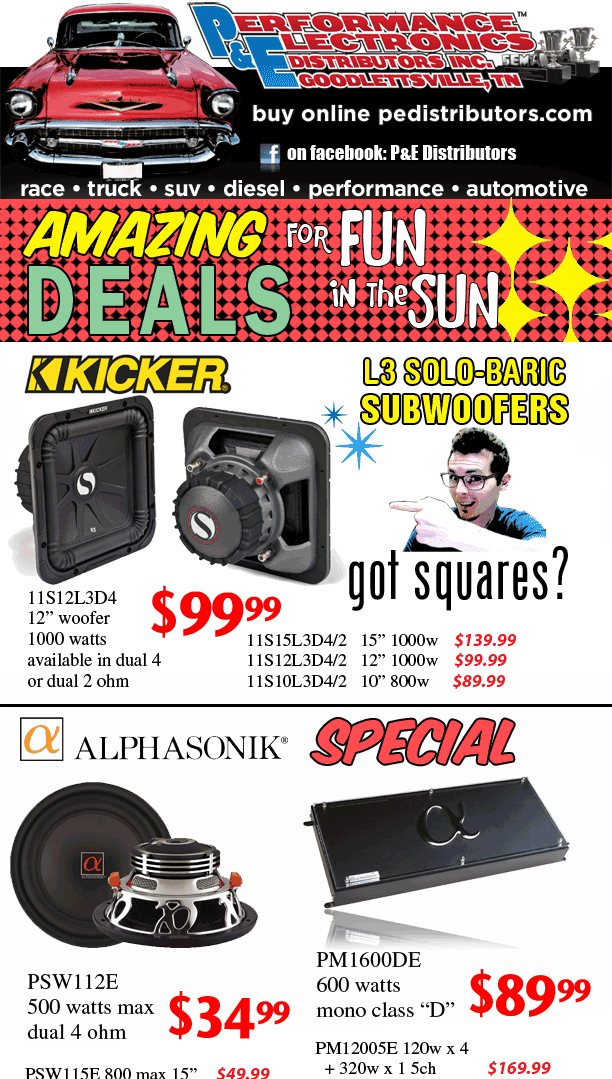 PERFORMANCE™
ELECTRONICS
P&E DISTRIBUTORS INC.
GOODLETTSVILLE, TN
SEMA
buy online pedistributors.com
f on facebook: P&E Distributors
race • truck • suv • diesel • performance • automotive
AMAZING DEALS
FOR FUN
IN THE SUN
KICKER®
L3 SOLO-BARIC
SUBWOOFERS
KICKER
S
S
got squares?
11S12L3D4
12” woofer
1000 watts
available in dual 4
or dual 2 ohm
$99.99
11S15L3D4/2 15” 1000w $139.99
11S12L3D4/2 12” 1000w $99.99
11S10L3D4/2 10” 800w $89.99
α ALPHASONIK®
SPECIAL
α
ALPHASONIK
α
PSW112E
500 watts max
dual 4 ohm
$34.99
PSW115E 800 max 15” $49.99
PM1600DE
600 watts
mono class “D”
$89.99
PM12005E 120w x 4
+ 320w x 1 5ch $169.99